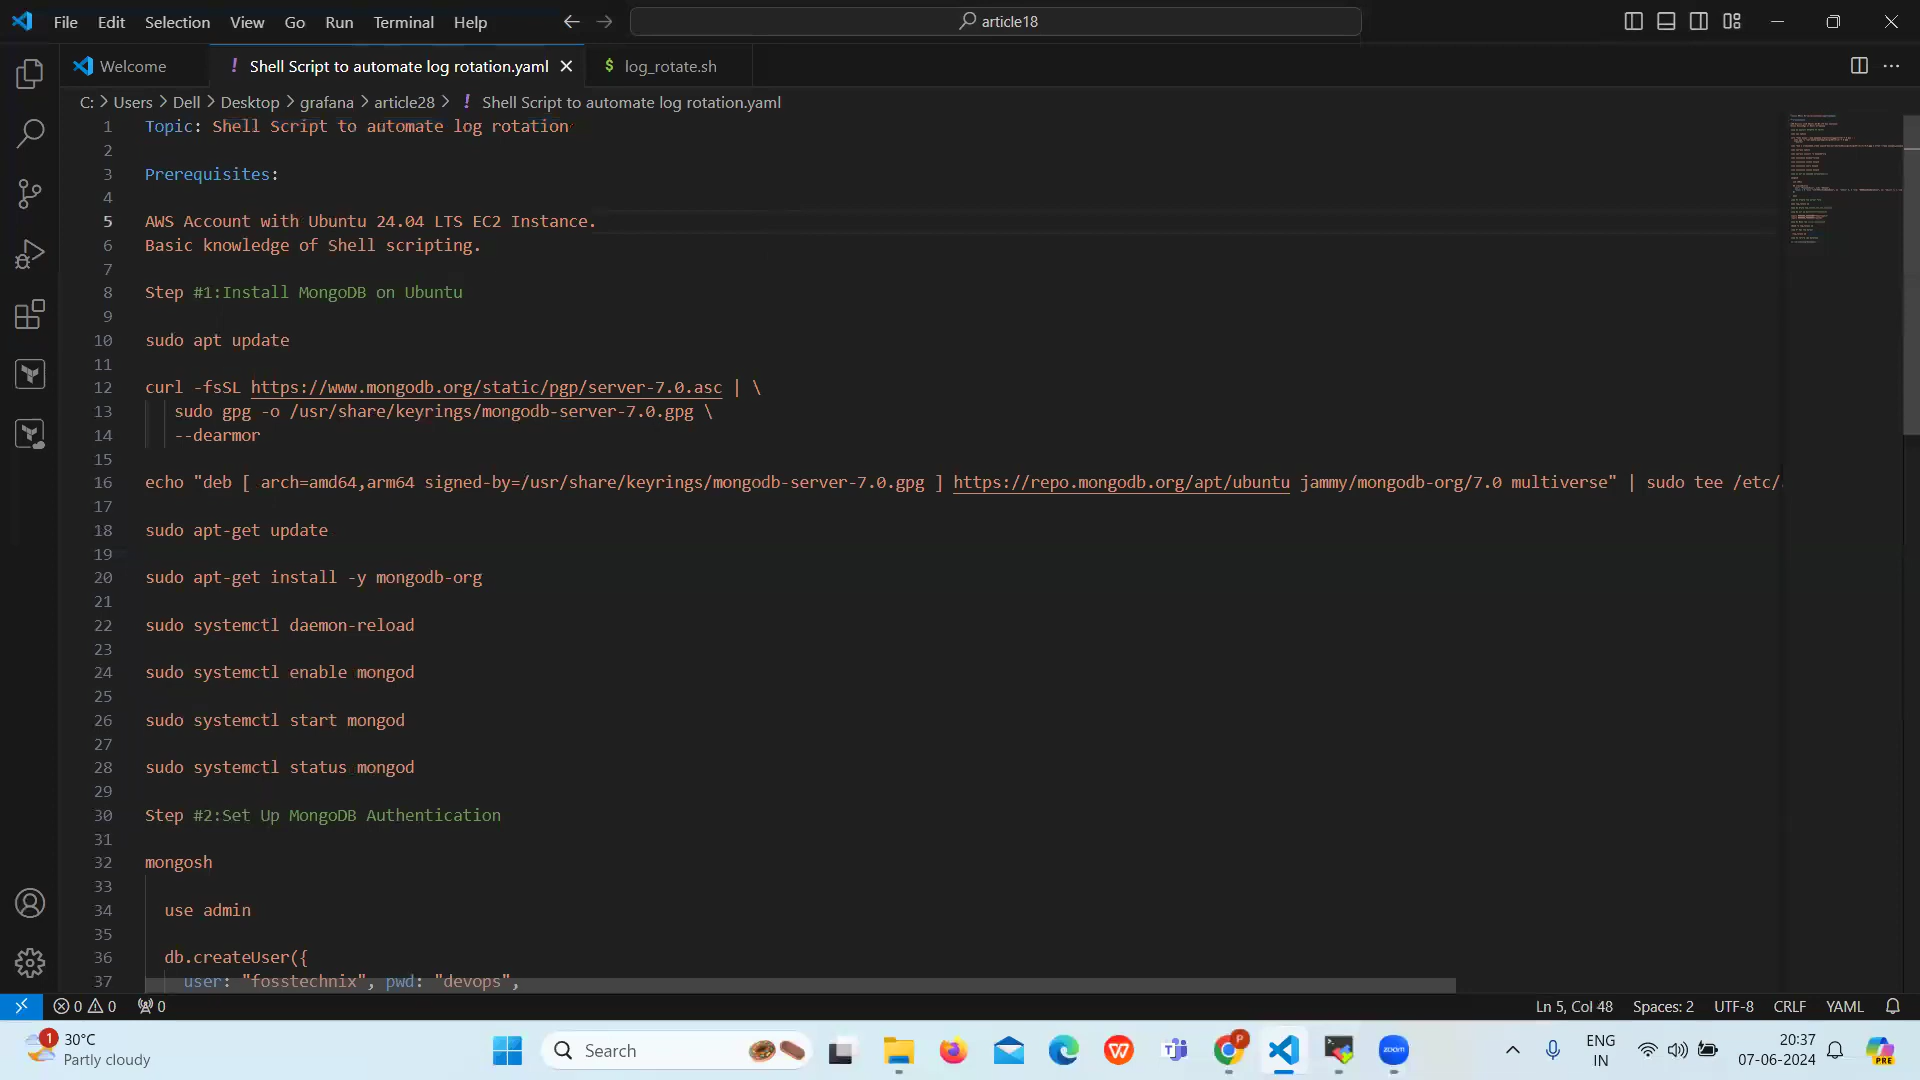 File Edit Selection View Go Run Terminal Help
article18
Welcome
! Shell Script to automate log rotation.yaml
$ log_rotate.sh
C: > Users > Dell > Desktop > grafana > article28 > ! Shell Script to automate log rotation.yaml
1 Topic: Shell Script to automate log rotation
2
3 Prerequisites:
4
5 AWS Account with Ubuntu 24.04 LTS EC2 Instance.
6 Basic knowledge of Shell scripting.
7
8 Step #1:Install MongoDB on Ubuntu
9
10 sudo apt update
11
12 curl -fsSL https://www.mongodb.org/static/pgp/server-7.0.asc | \
13 sudo gpg -o /usr/share/keyrings/mongodb-server-7.0.gpg \
14 --dearmor
15
16 echo "deb [ arch=amd64,arm64 signed-by=/usr/share/keyrings/mongodb-server-7.0.gpg ] https://repo.mongodb.org/apt/ubuntu jammy/mongodb-org/7.0 multiverse" | sudo tee /etc/
17
18 sudo apt-get update
19
20 sudo apt-get install -y mongodb-org
21
22 sudo systemctl daemon-reload
23
24 sudo systemctl enable mongod
25
26 sudo systemctl start mongod
27
28 sudo systemctl status mongod
29
30 Step #2:Set Up MongoDB Authentication
31
32 mongosh
33
34 use admin
35
36 db.createUser({
37 user: "fosstechnix", pwd: "devops",
0 0 0
Ln 5, Col 48 Spaces: 2 UTF-8 CRLF YAML
1
30°C
Partly cloudy
Search
P
zoom
ENG
IN
20:37
07-06-2024
PRE